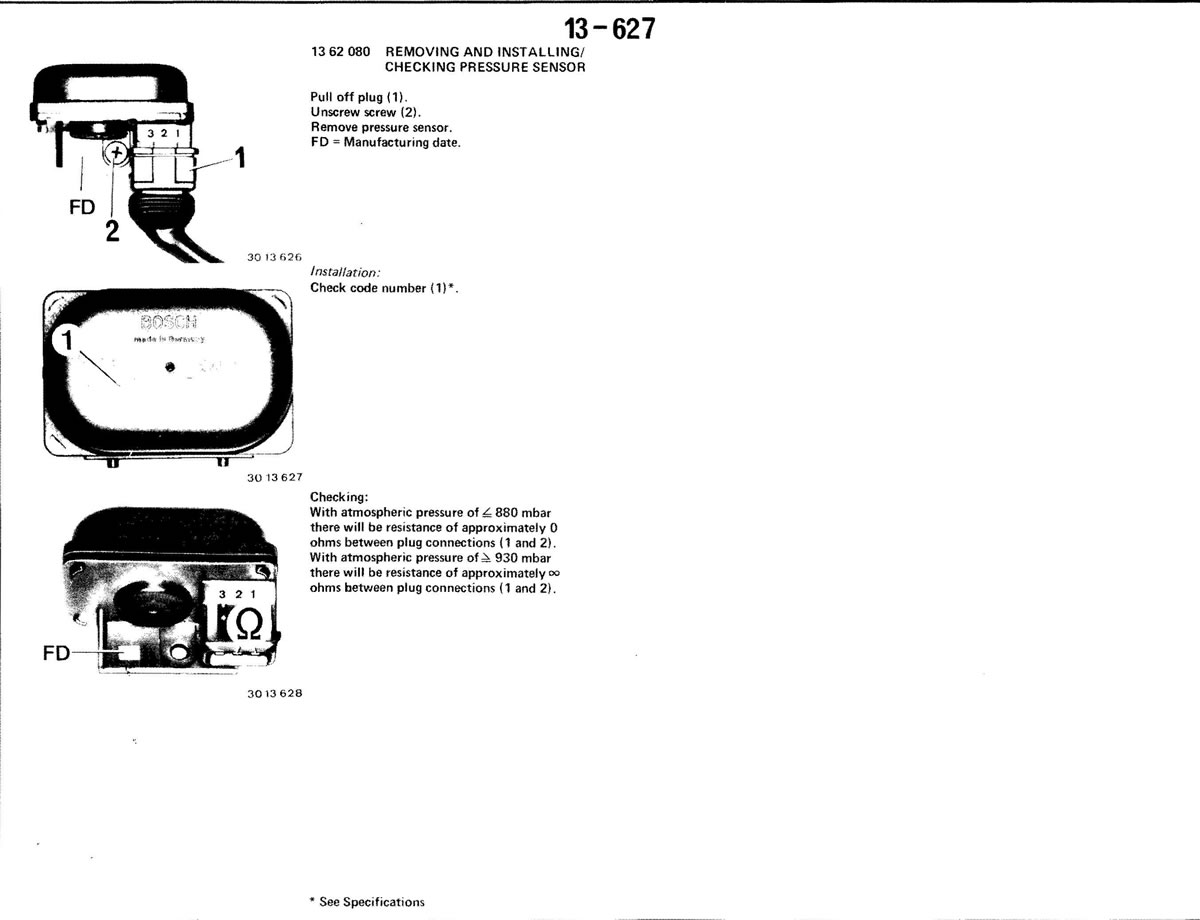 13-627
13 62 080 REMOVING AND INSTALLING/
CHECKING PRESSURE SENSOR
Pull off plug (1).
Unscrew screw (2).
Remove pressure sensor.
FD = Manufacturing date.
3 2 1
1
FD
2
30 13 626
Installation:
Check code number (1)*.
BOSCH
made in Germany
1
30 13 627
Checking:
With atmospheric pressure of ≦ 880 mbar
there will be resistance of approximately 0
ohms between plug connections (1 and 2).
With atmospheric pressure of ≧ 930 mbar
there will be resistance of approximately ∞
ohms between plug connections (1 and 2).
3 2 1
Ω
FD
30 13 628
* See Specifications